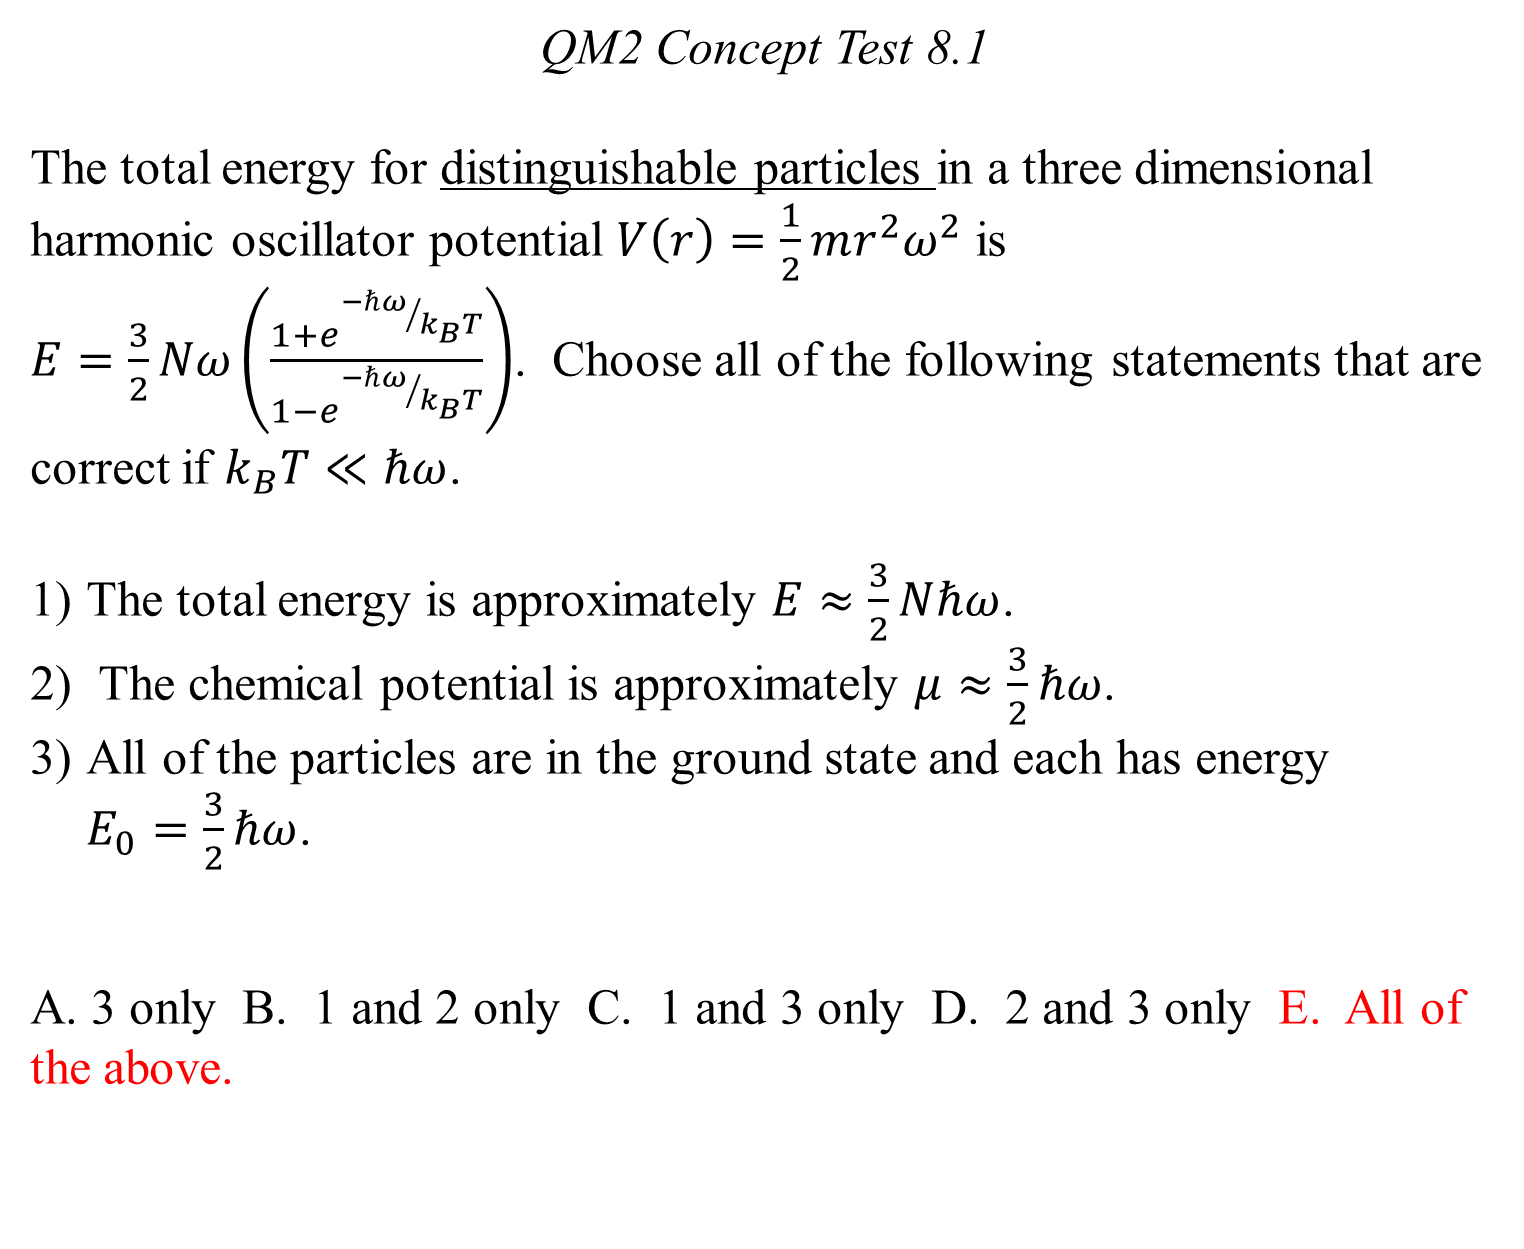 QM2 Concept Test 8.1
The total energy for distinguishable particles in a three dimensional
harmonic oscillator potential V(r) = 1/2 mr²ω² is
E = 3/2 Nω ( (1+e^(−ℏω/k_BT)) / (1−e^(−ℏω/k_BT)) ). Choose all of the following statements that are
correct if k_BT ≪ ℏω.
1) The total energy is approximately E ≈ 3/2 Nℏω.
2) The chemical potential is approximately μ ≈ 3/2 ℏω.
3) All of the particles are in the ground state and each has energy
E₀ = 3/2 ℏω.
A. 3 only B. 1 and 2 only C. 1 and 3 only D. 2 and 3 only E. All of
the above.